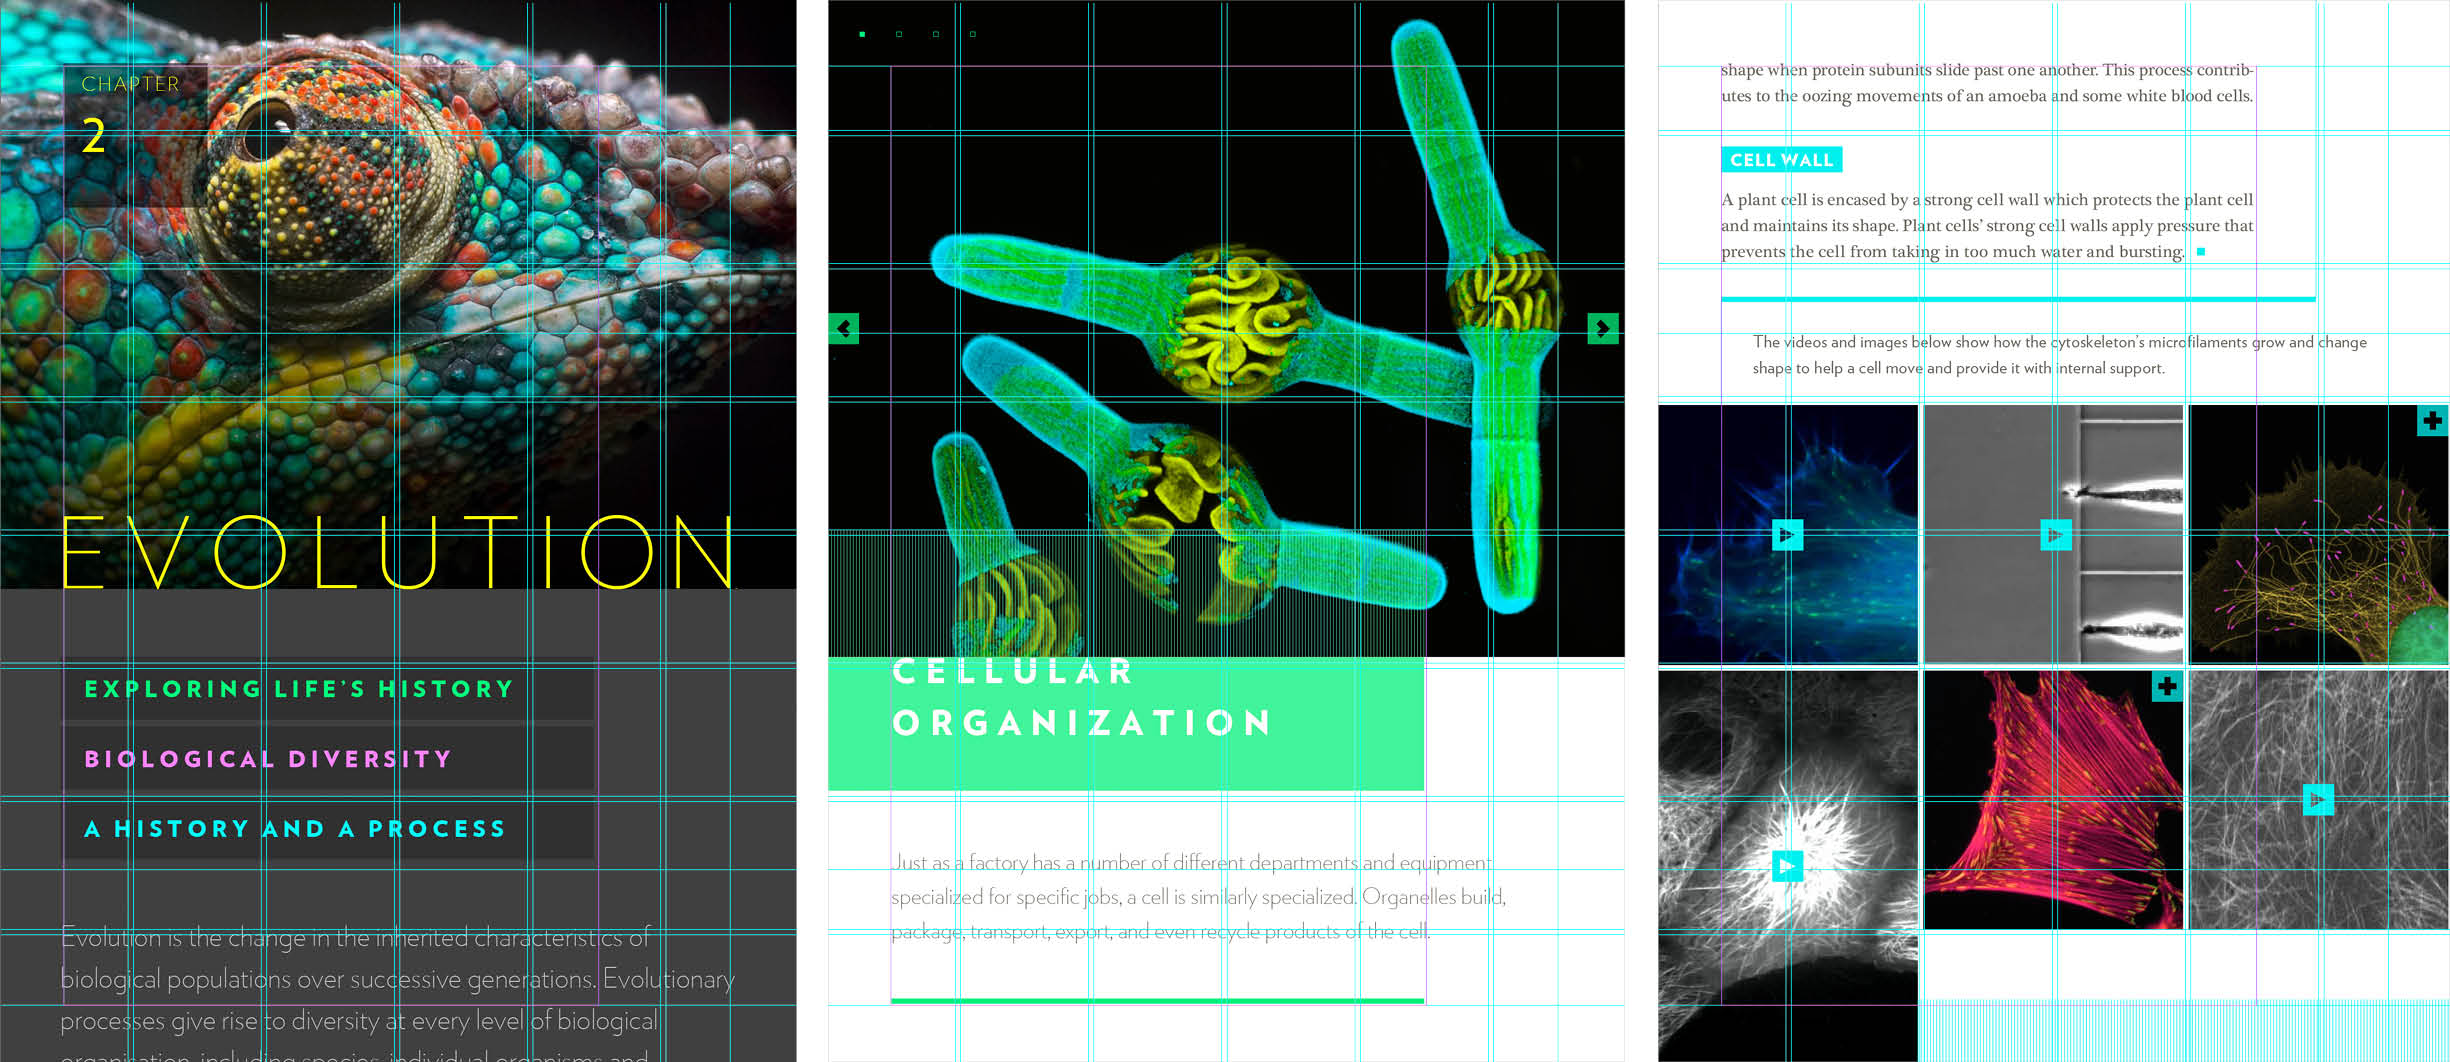 CHAPTER
2
EVOLUTION
EXPLORING LIFE'S HISTORY
BIOLOGICAL DIVERSITY
A HISTORY AND A PROCESS
Evolution is the change in the inherited characteristics of
biological populations over successive generations. Evolutionary
processes give rise to diversity at every level of biological
organisation, including species, individual organisms and
CELLULAR
ORGANIZATION
Just as a factory has a number of different departments and equipment
specialized for specific jobs, a cell is similarly specialized. Organelles build,
package, transport, export, and even recycle products of the cell.
shape when protein subunits slide past one another. This process contrib-
utes to the oozing movements of an amoeba and some white blood cells.
CELL WALL
A plant cell is encased by a strong cell wall which protects the plant cell
and maintains its shape. Plant cells' strong cell walls apply pressure that
prevents the cell from taking in too much water and bursting.
The videos and images below show how the cytoskeleton's microfilaments grow and change
shape to help a cell move and provide it with internal support.